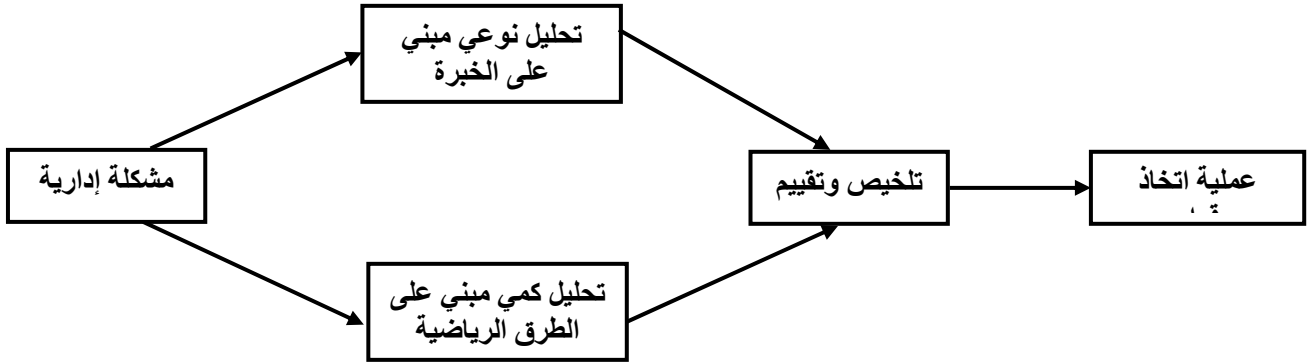 مشكلة إدارية
تحليل نوعي مبني
على الخبرة
تحليل كمي مبني على
الطرق الرياضية
تلخيص وتقييم
عملية اتخاذ